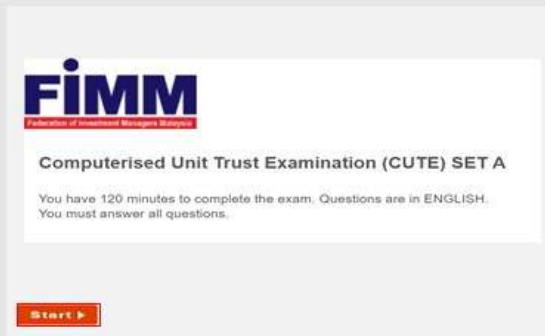 FiMM
Federation of Investment Managers Malaysia
Computerised Unit Trust Examination (CUTE) SET A
You have 120 minutes to complete the exam. Questions are in ENGLISH.
You must answer all questions.
Start